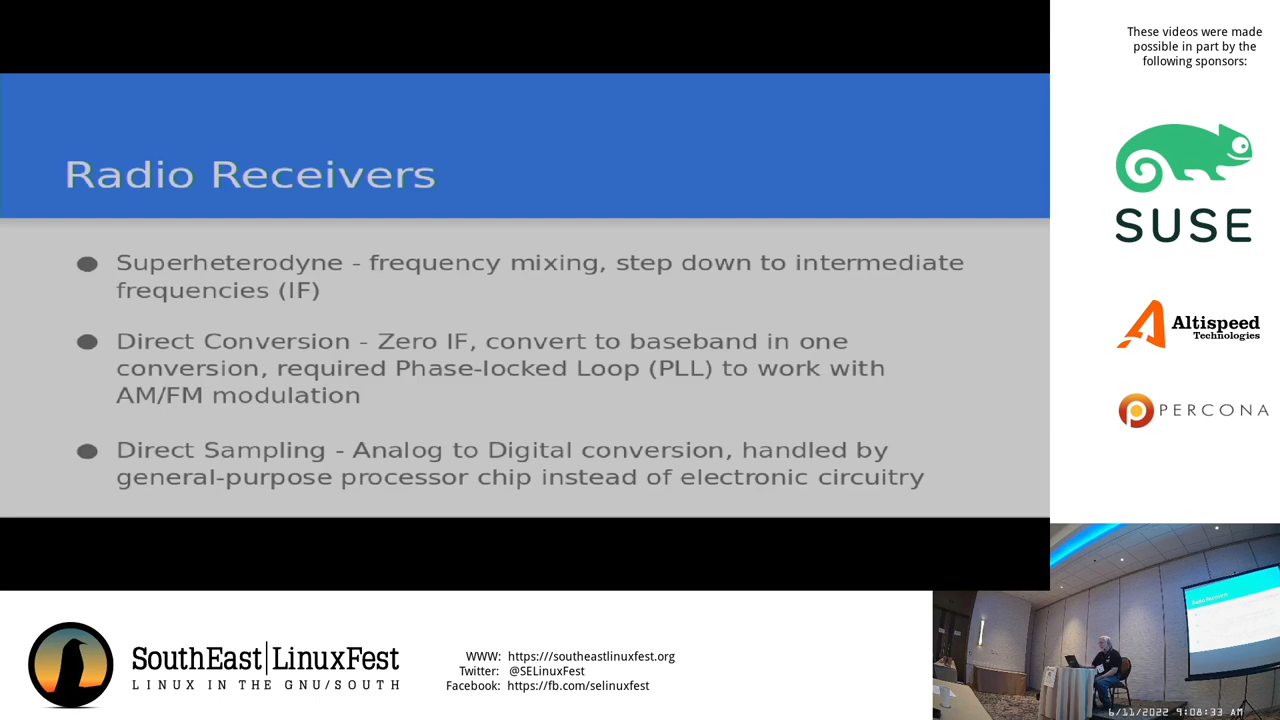 These videos were made
possible in part by the
following sponsors:
SUSE
Altispeed
Technologies
PERCONA
Radio Receivers
Superheterodyne - frequency mixing, step down to intermediate
frequencies (IF)
Direct Conversion - Zero IF, convert to baseband in one
conversion, required Phase-locked Loop (PLL) to work with
AM/FM modulation
Direct Sampling - Analog to Digital conversion, handled by
general-purpose processor chip instead of electronic circuitry
SouthEast|LinuxFest
LINUX IN THE GNU/SOUTH
WWW: https:///southeastlinuxfest.org
Twitter: @SELinuxFest
Facebook: https://fb.com/selinuxfest
Radio Receivers
6/11/2022 9:08:33 AM